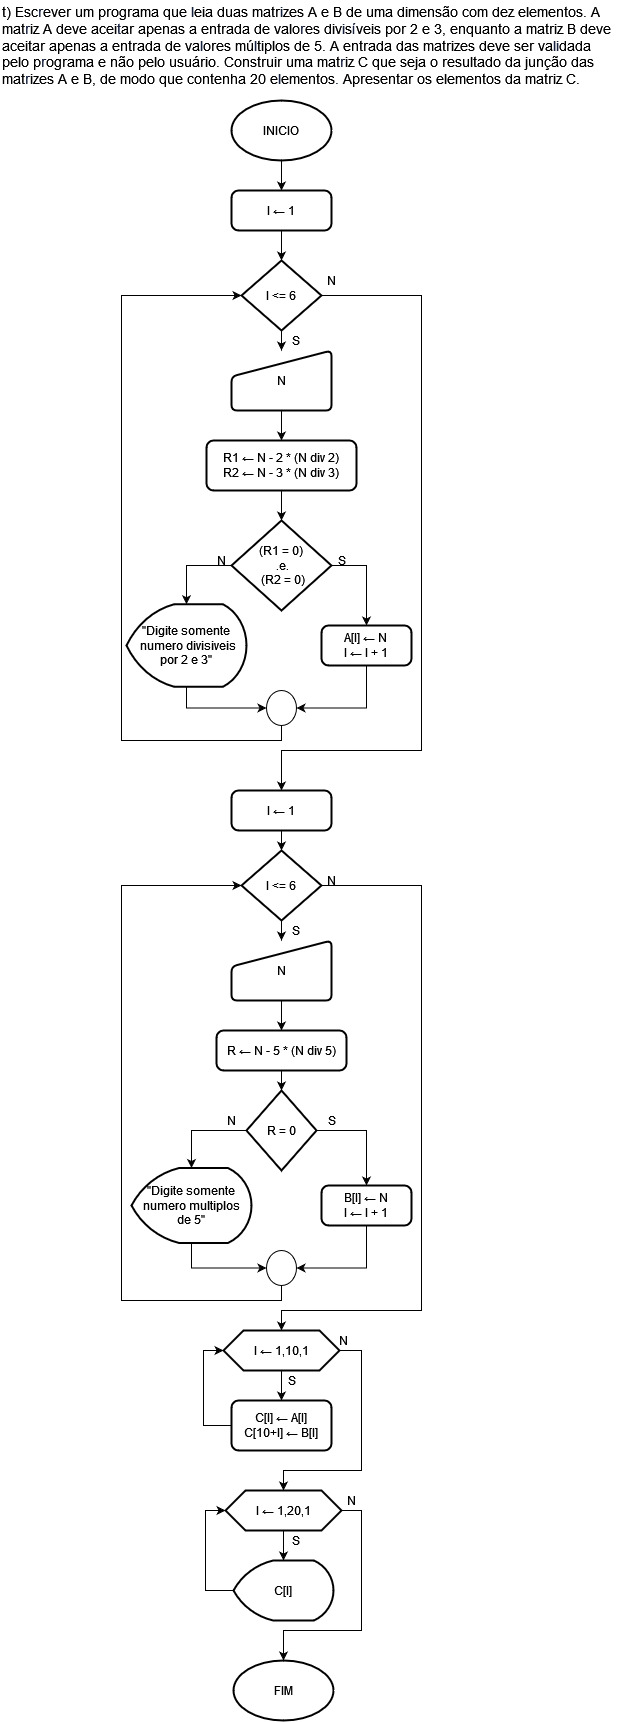 t) Escrever um programa que leia duas matrizes A e B de uma dimensão com dez elementos. A
matriz A deve aceitar apenas a entrada de valores divisíveis por 2 e 3, enquanto a matriz B deve
aceitar apenas a entrada de valores múltiplos de 5. A entrada das matrizes deve ser validada
pelo programa e não pelo usuário. Construir uma matriz C que seja o resultado da junção das
matrizes A e B, de modo que contenha 20 elementos. Apresentar os elementos da matriz C.
INICIO
I ← 1
I <= 6
N
S
N
R1 ← N - 2 * (N div 2)
R2 ← N - 3 * (N div 3)
(R1 = 0)
.e.
(R2 = 0)
N
S
"Digite somente
numero divisiveis
por 2 e 3"
A[I] ← N
I ← I + 1
I ← 1
I <= 6
N
S
N
R ← N - 5 * (N div 5)
R = 0
N
S
"Digite somente
numero multiplos
de 5"
B[I] ← N
I ← I + 1
I ← 1,10,1
N
S
C[I] ← A[I]
C[10+I] ← B[I]
I ← 1,20,1
N
S
C[I]
FIM